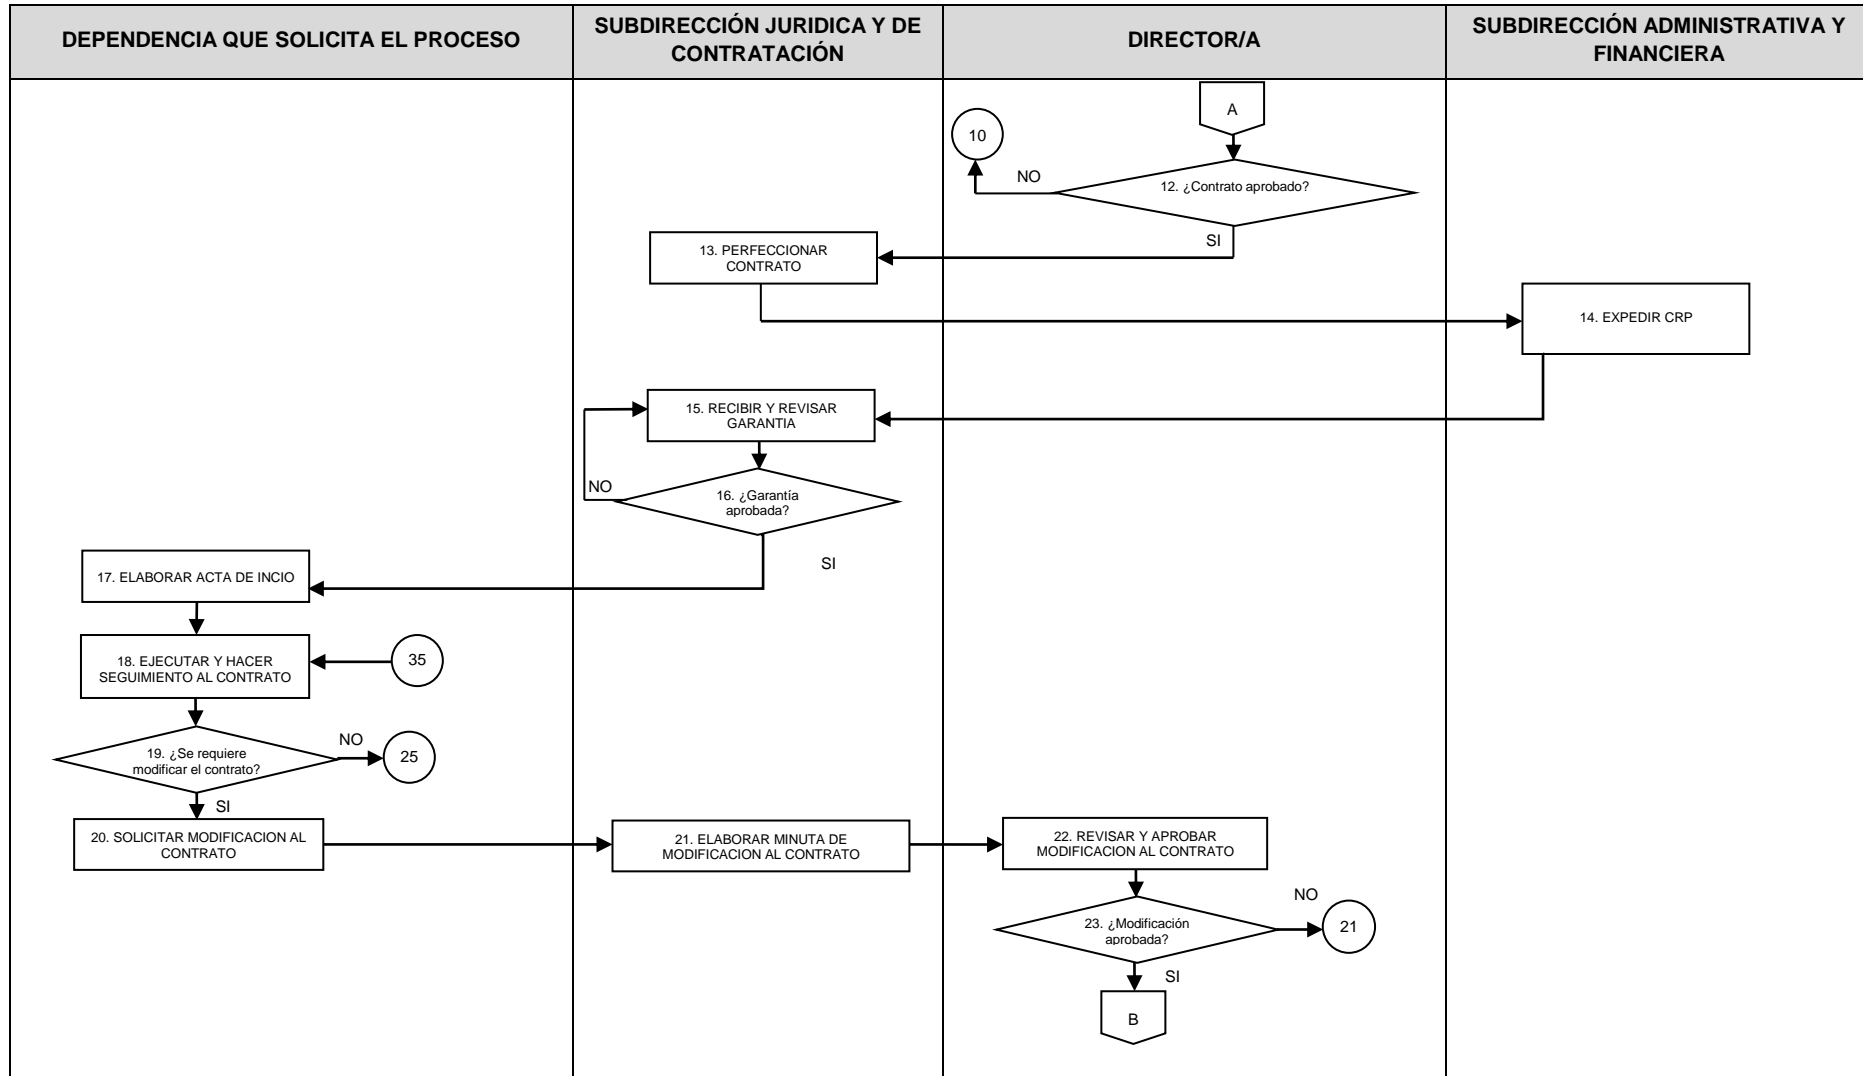 DEPENDENCIA QUE SOLICITA EL PROCESO
SUBDIRECCIÓN JURIDICA Y DE
CONTRATACIÓN
DIRECTOR/A
SUBDIRECCIÓN ADMINISTRATIVA Y
FINANCIERA
A
10
NO
12. ¿Contrato aprobado?
SI
13. PERFECCIONAR
CONTRATO
14. EXPEDIR CRP
15. RECIBIR Y REVISAR
GARANTIA
NO
16. ¿Garantía
aprobada?
SI
17. ELABORAR ACTA DE INCIO
18. EJECUTAR Y HACER
SEGUIMIENTO AL CONTRATO
35
19. ¿Se requiere
modificar el contrato?
NO
25
SI
20. SOLICITAR MODIFICACION AL
CONTRATO
21. ELABORAR MINUTA DE
MODIFICACION AL CONTRATO
22. REVISAR Y APROBAR
MODIFICACION AL CONTRATO
23. ¿Modificación
aprobada?
NO
21
SI
B